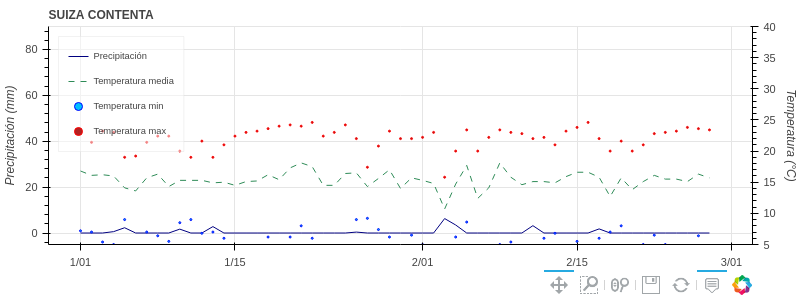 SUIZA CONTENTA
Precipitación (mm)
80
60
40
20
0
Precipitación
Temperatura media
Temperatura min
Temperatura max
40
35
30
25
20
15
10
5
Temperatura (°C)
1/01
1/15
2/01
2/15
3/01